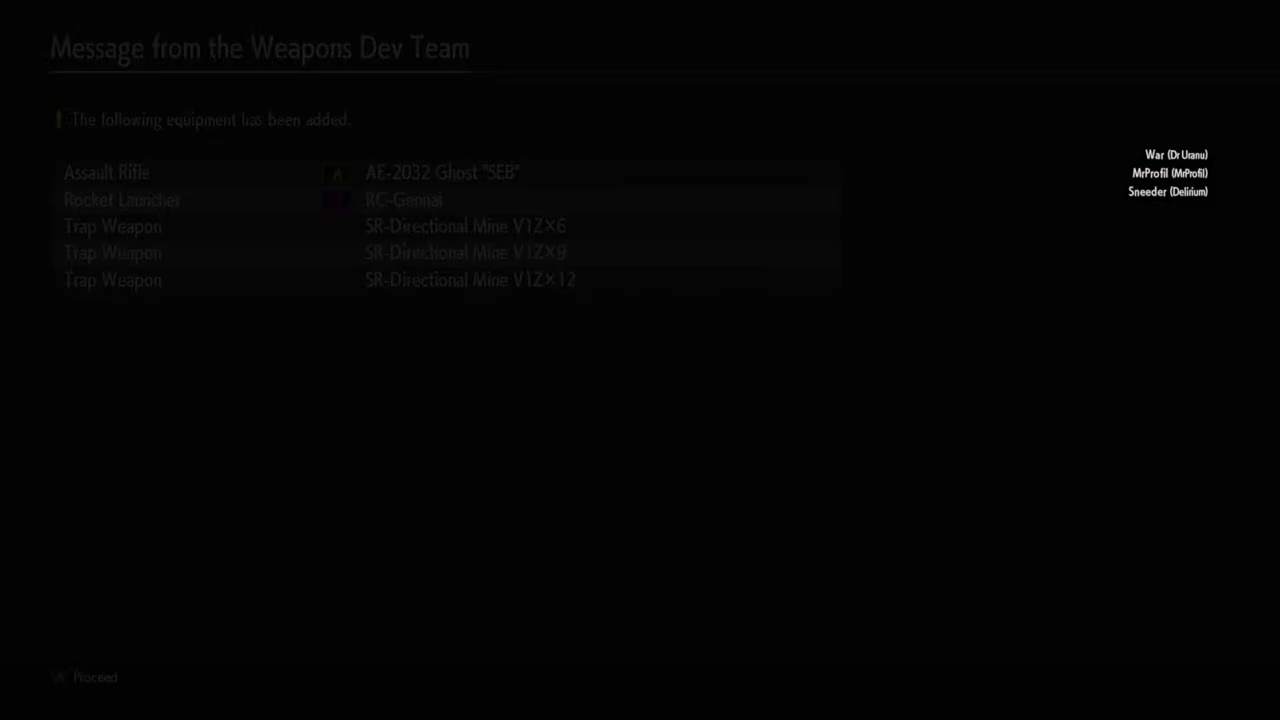 Message from the Weapons Dev Team
! The following equipment has been added.
War (Dr Uranu)
Assault Rifle A AE-2032 Ghost "SEB"
MrProfil (MrProfil)
Sneeder (Delirium)
Rocket Launcher RC-Gennai
Trap Weapon SR-Directional Mine V1Z×6
Trap Weapon SR-Directional Mine V1Z×9
Trap Weapon SR-Directional Mine V1Z×12
A Proceed